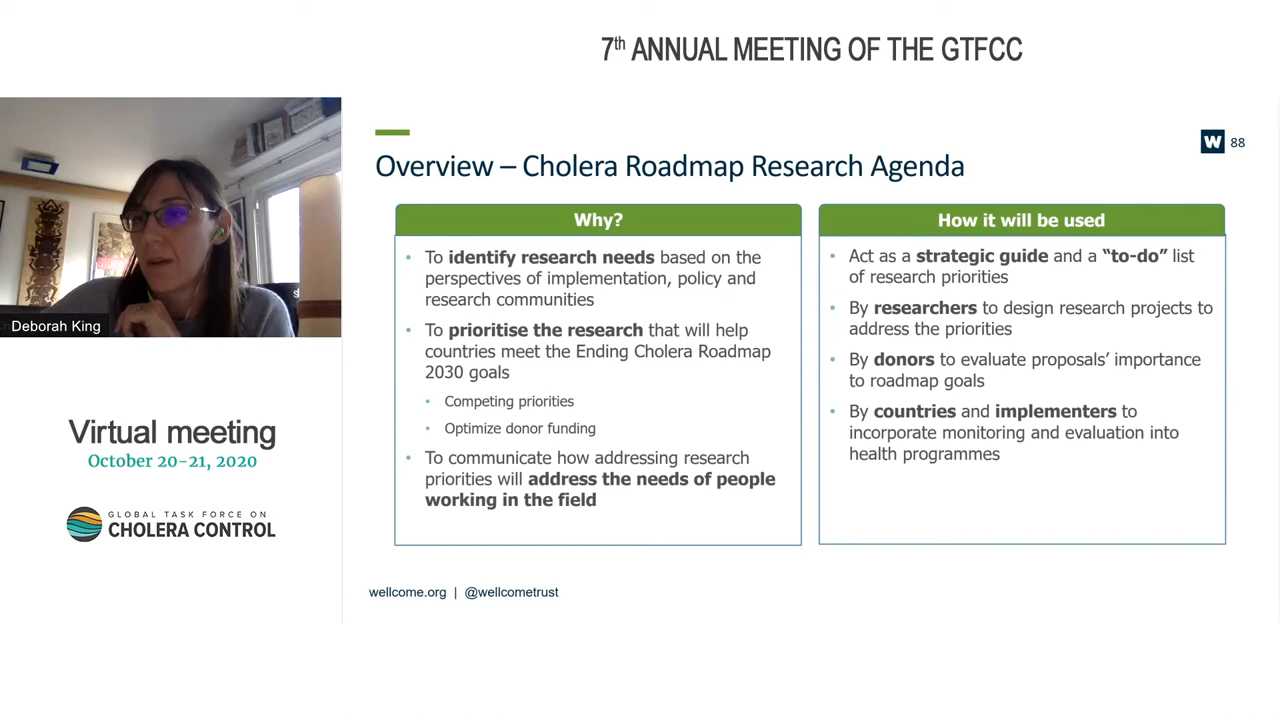 7th ANNUAL MEETING OF THE GTFCC
Deborah King
Virtual meeting
October 20-21, 2020
GLOBAL TASK FORCE ON
CHOLERA CONTROL
W 88
Overview – Cholera Roadmap Research Agenda
Why?
• To identify research needs based on the
perspectives of implementation, policy and
research communities
• To prioritise the research that will help
countries meet the Ending Cholera Roadmap
2030 goals
• Competing priorities
• Optimize donor funding
• To communicate how addressing research
priorities will address the needs of people
working in the field
How it will be used
• Act as a strategic guide and a “to-do” list
of research priorities
• By researchers to design research projects to
address the priorities
• By donors to evaluate proposals’ importance
to roadmap goals
• By countries and implementers to
incorporate monitoring and evaluation into
health programmes
wellcome.org | @wellcometrust